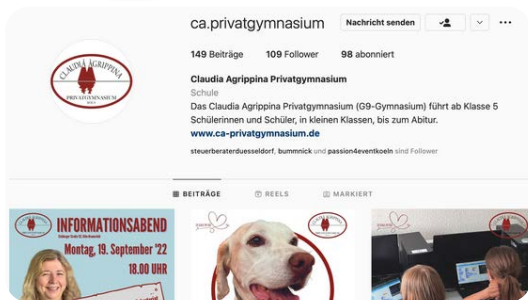 ca.privatgymnasium
Nachricht senden
149 Beiträge 109 Follower 98 abonniert
Claudia Agrippina Privatgymnasium
Schule
Das Claudia Agrippina Privatgymnasium (G9-Gymnasium) führt ab Klasse 5
Schülerinnen und Schüler, in kleinen Klassen, bis zum Abitur.
www.ca-privatgymnasium.de
steuerberaterduesseldorf, bummnick und passion4eventkoeln sind Follower
CLAUDIA AGRIPPINA
PRIVATGYMNASIUM
BEITRÄGE REELS MARKIERT
INFORMATIONSABEND
Montag, 19. September '22
18.00 UHR